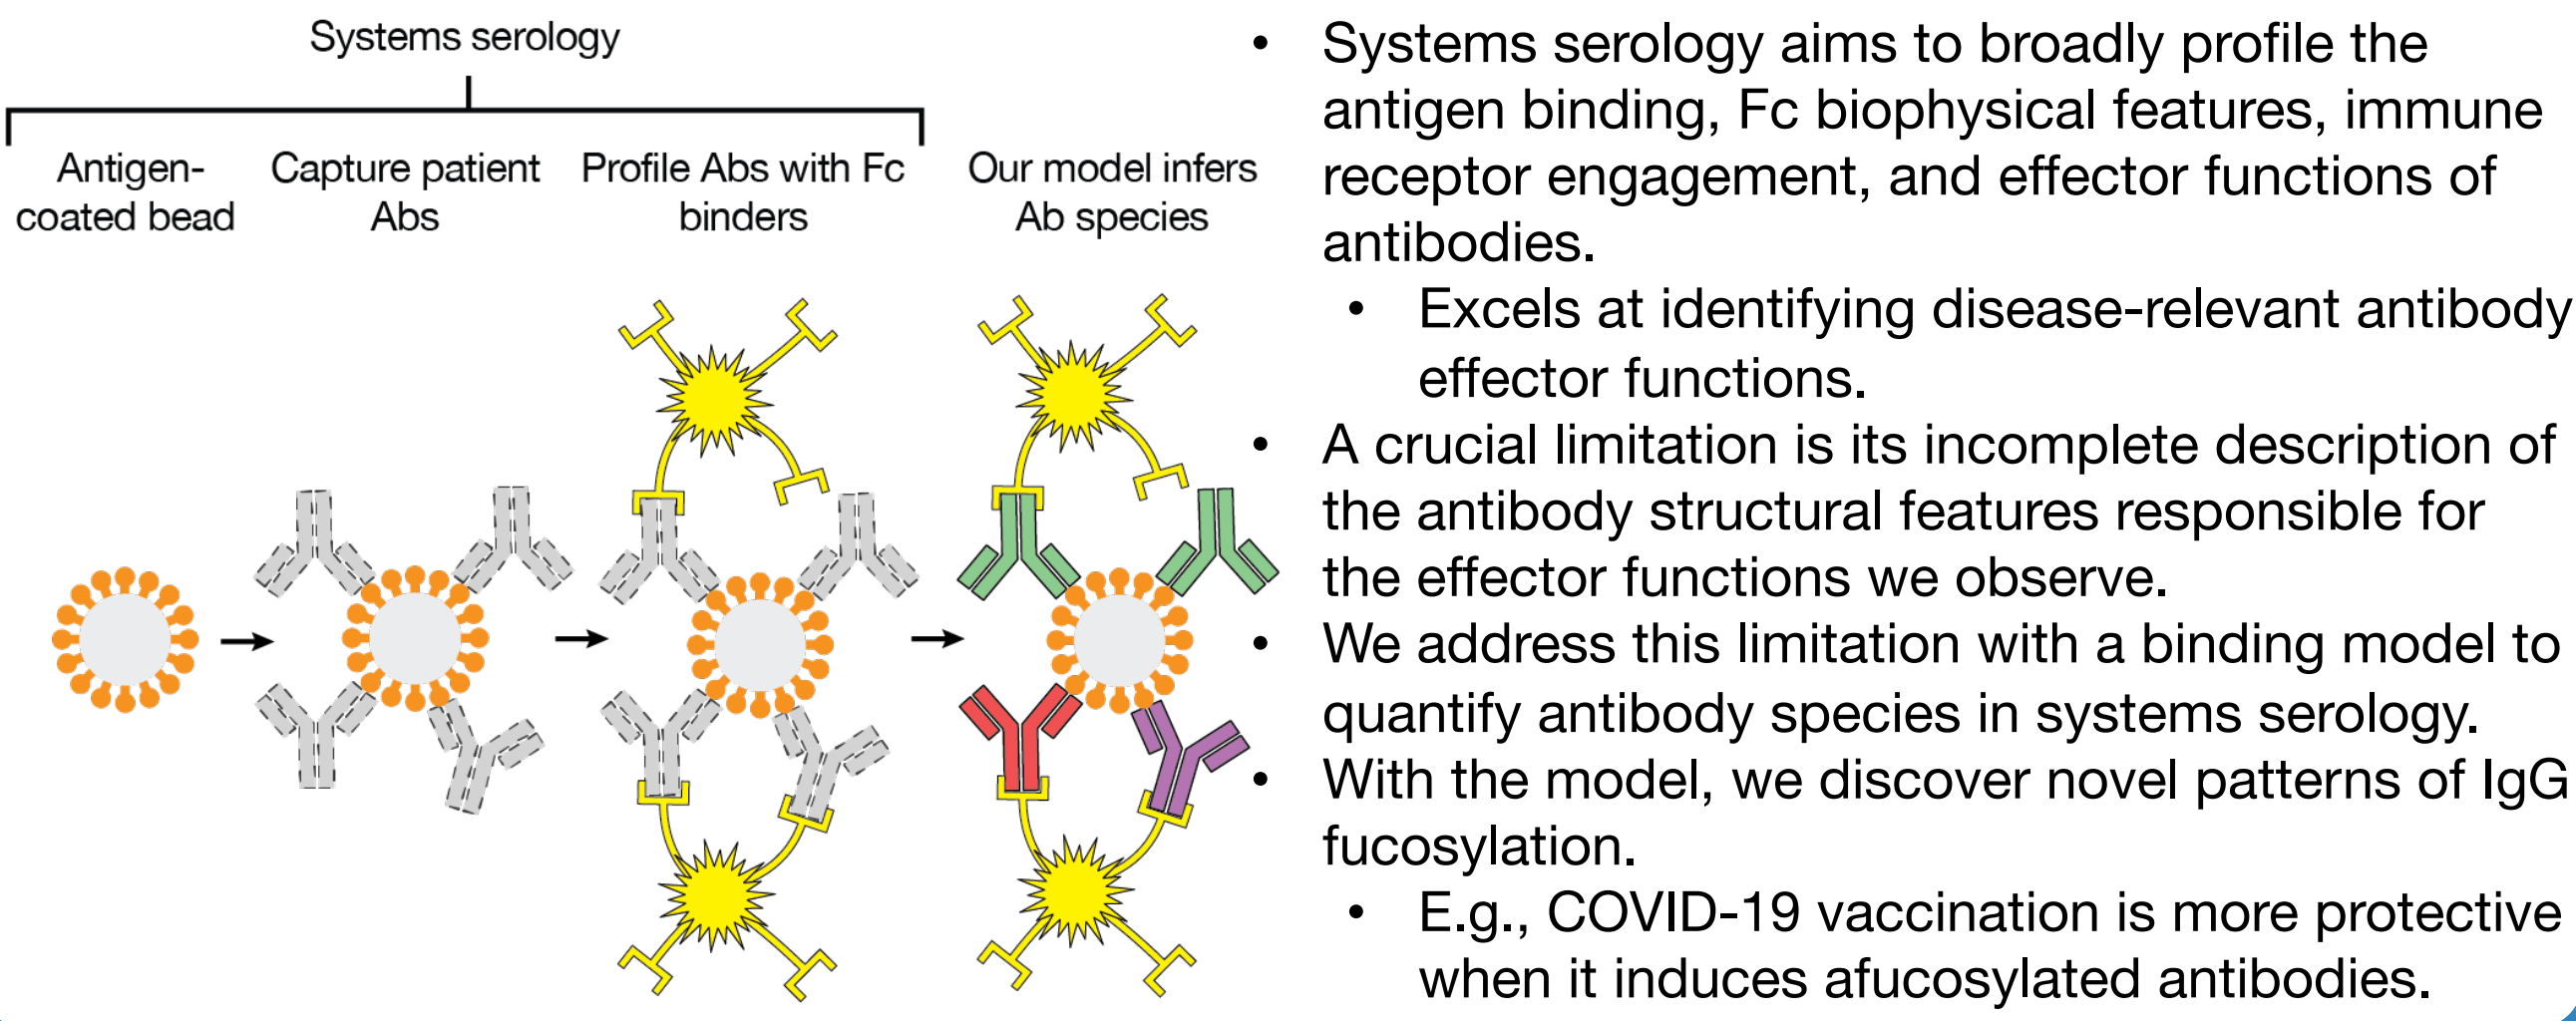 Systems serology
Antigen-
coated bead
Capture patient
Abs
Profile Abs with Fc
binders
Our model infers
Ab species
• Systems serology aims to broadly profile the
antigen binding, Fc biophysical features, immune
receptor engagement, and effector functions of
antibodies.
• Excels at identifying disease-relevant antibody
effector functions.
• A crucial limitation is its incomplete description of
the antibody structural features responsible for
the effector functions we observe.
• We address this limitation with a binding model to
quantify antibody species in systems serology.
• With the model, we discover novel patterns of IgG
fucosylation.
• E.g., COVID-19 vaccination is more protective
when it induces afucosylated antibodies.